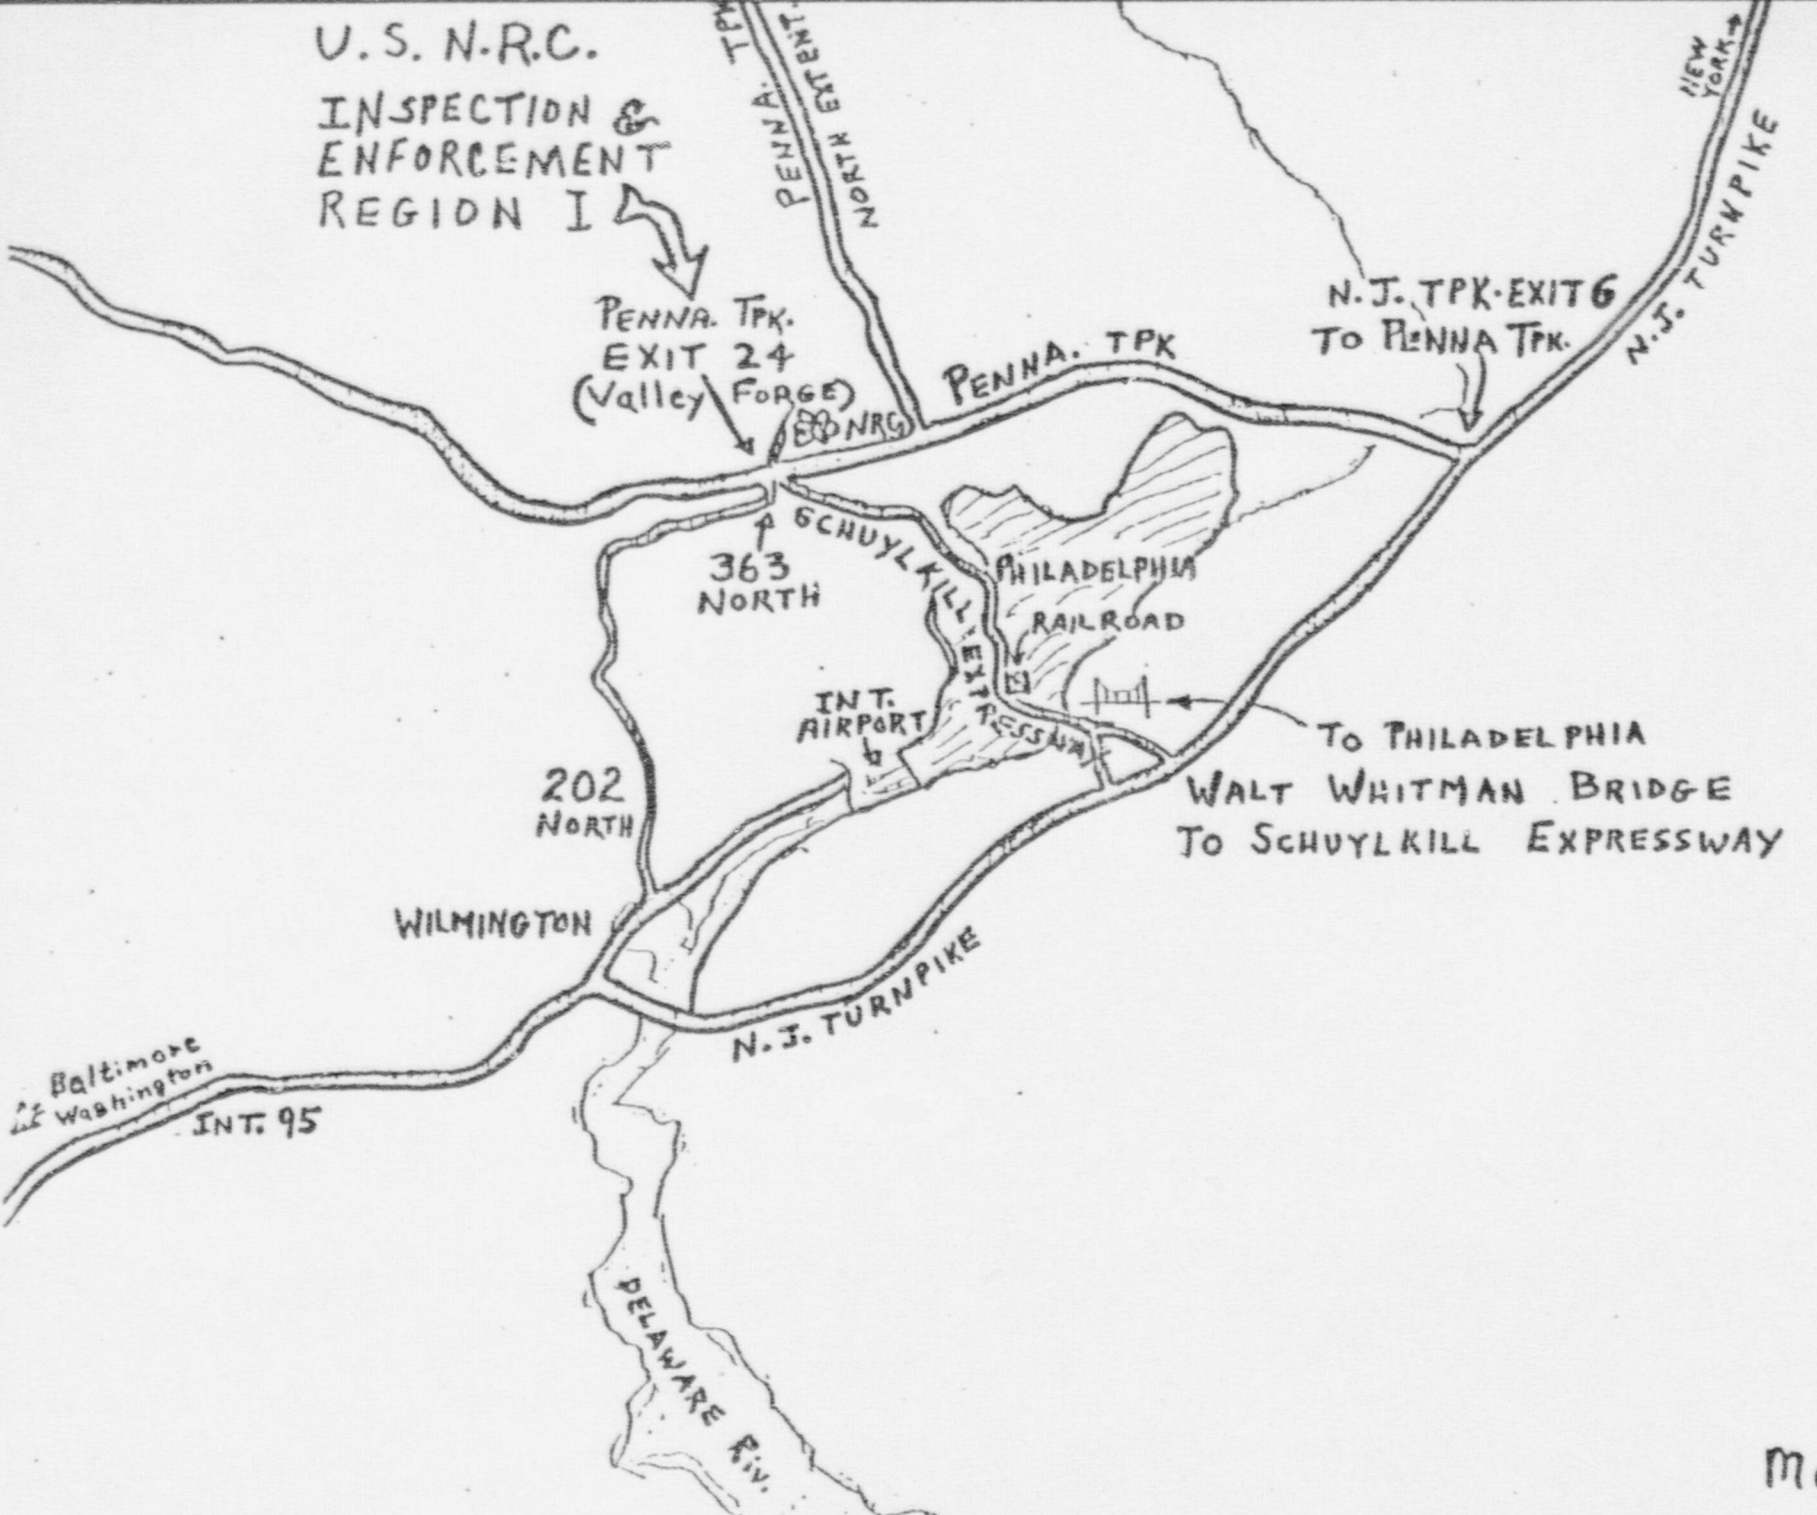 U. S. N.R.C.
INSPECTION &
ENFORCEMENT
REGION I
PENNA. TPK
NORTH EXTENT.
NEW
YORK
N.J. TURNPIKE
PENNA. TPK.
EXIT 24
(Valley FORGE)
NRC
PENNA. TPK
N.J. TPK. EXIT 6
TO PENNA TPK.
363
NORTH
SCHUYLKILL EXPRESSWAY
PHILADELPHIA
RAILROAD
INT.
AIRPORT
TO PHILADELPHIA
WALT WHITMAN BRIDGE
TO SCHUYLKILL EXPRESSWAY
202
NORTH
WILMINGTON
N.J. TURNPIKE
Baltimore
Washington
INT. 95
DELAWARE Riv.